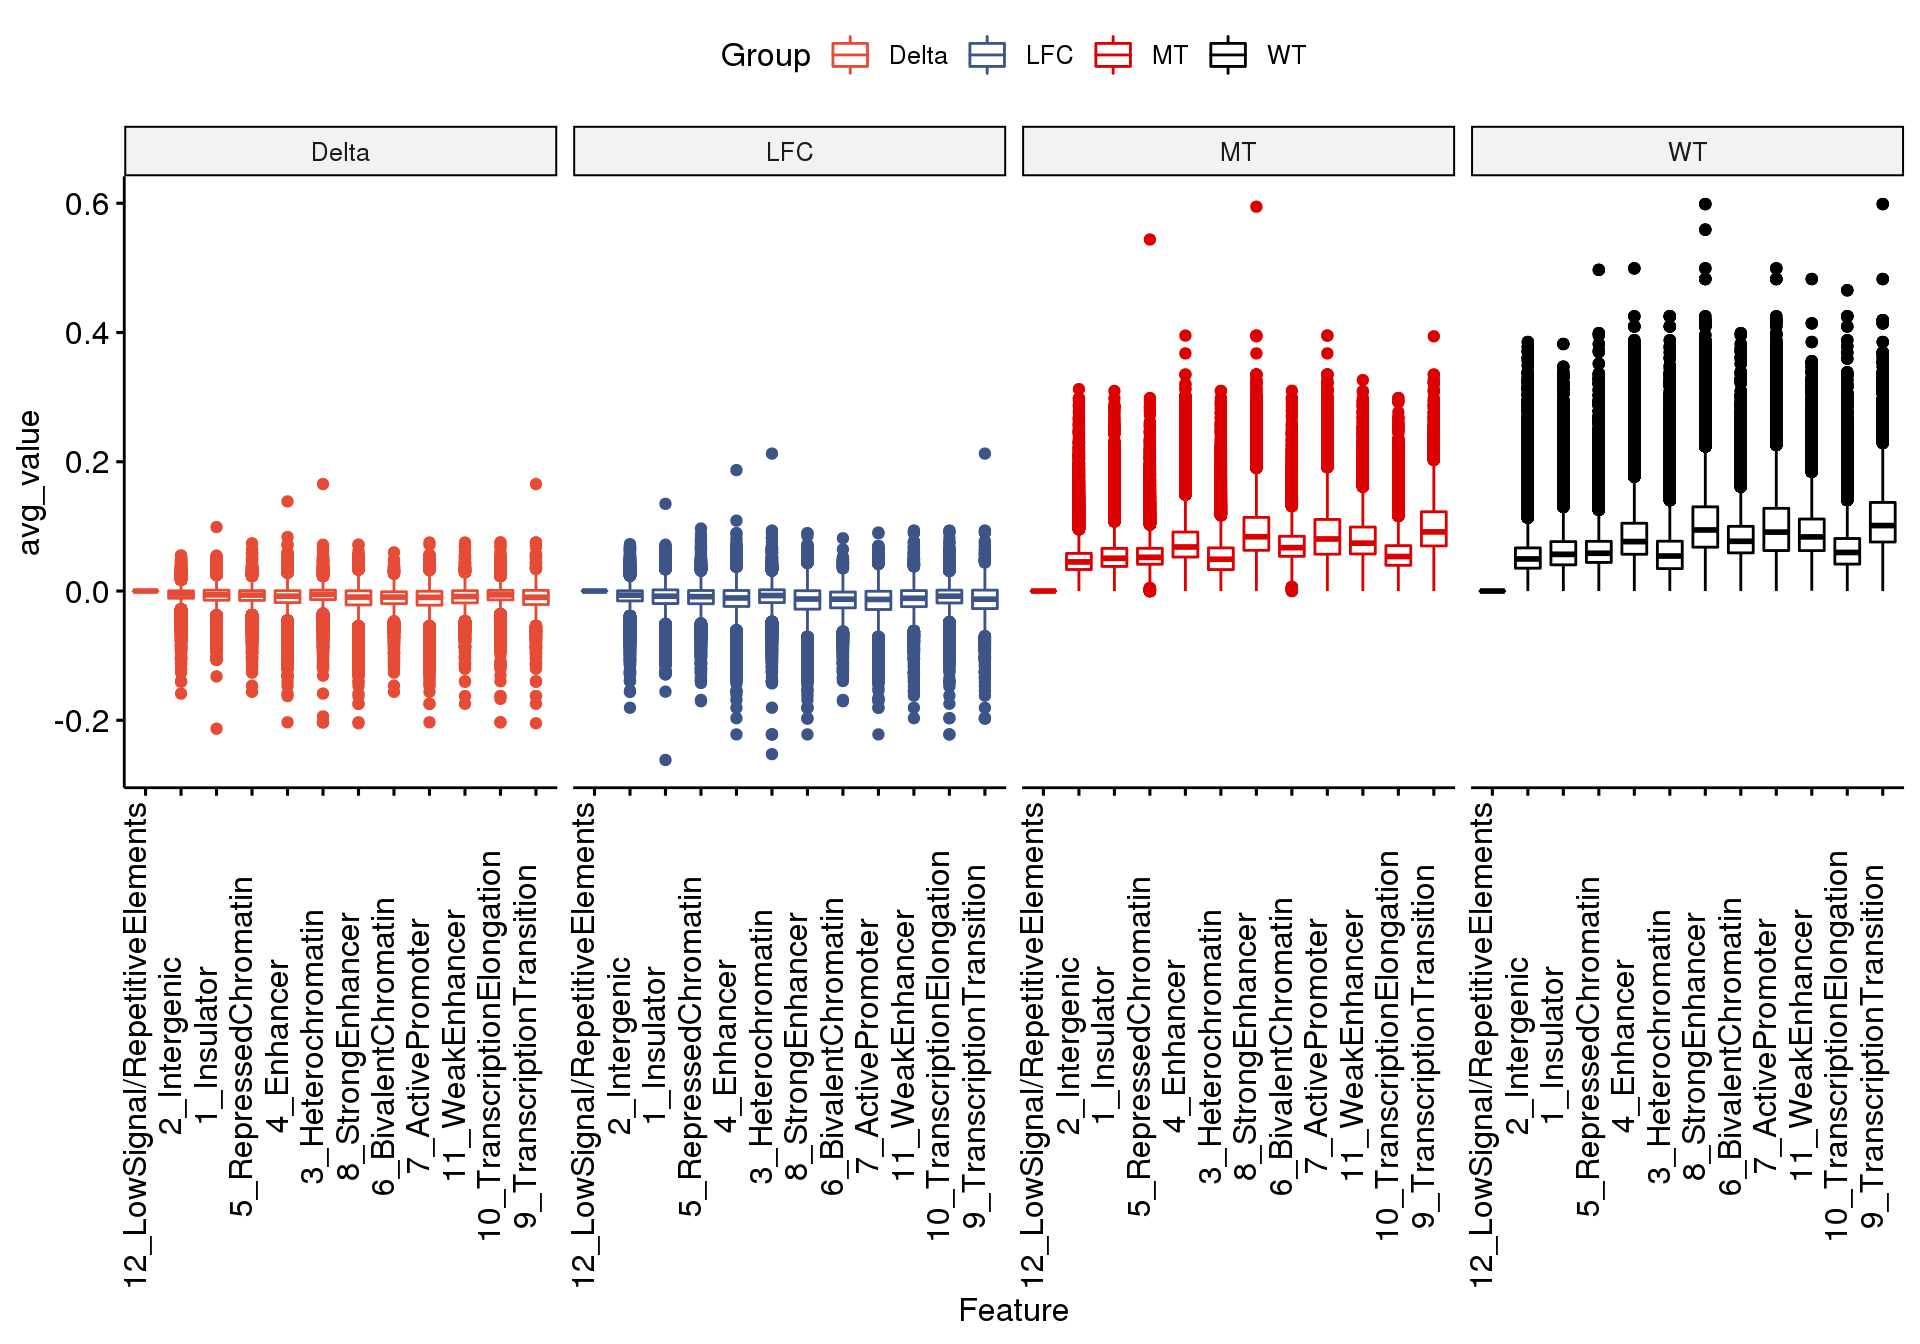 Group Delta LFC MT WT
Delta LFC MT WT
avg_value
0.6
0.4
0.2
0.0
-0.2
12_LowSignal/RepetitiveElements
2_Intergenic
1_Insulator
5_RepressedChromatin
4_Enhancer
3_Heterochromatin
8_StrongEnhancer
6_BivalentChromatin
7_ActivePromoter
11_WeakEnhancer
10_TranscriptionElongation
9_TranscriptionTransition
12_LowSignal/RepetitiveElements
2_Intergenic
1_Insulator
5_RepressedChromatin
4_Enhancer
3_Heterochromatin
8_StrongEnhancer
6_BivalentChromatin
7_ActivePromoter
11_WeakEnhancer
10_TranscriptionElongation
9_TranscriptionTransition
12_LowSignal/RepetitiveElements
2_Intergenic
1_Insulator
5_RepressedChromatin
4_Enhancer
3_Heterochromatin
8_StrongEnhancer
6_BivalentChromatin
7_ActivePromoter
11_WeakEnhancer
10_TranscriptionElongation
9_TranscriptionTransition
12_LowSignal/RepetitiveElements
2_Intergenic
1_Insulator
5_RepressedChromatin
4_Enhancer
3_Heterochromatin
8_StrongEnhancer
6_BivalentChromatin
7_ActivePromoter
11_WeakEnhancer
10_TranscriptionElongation
9_TranscriptionTransition
Feature